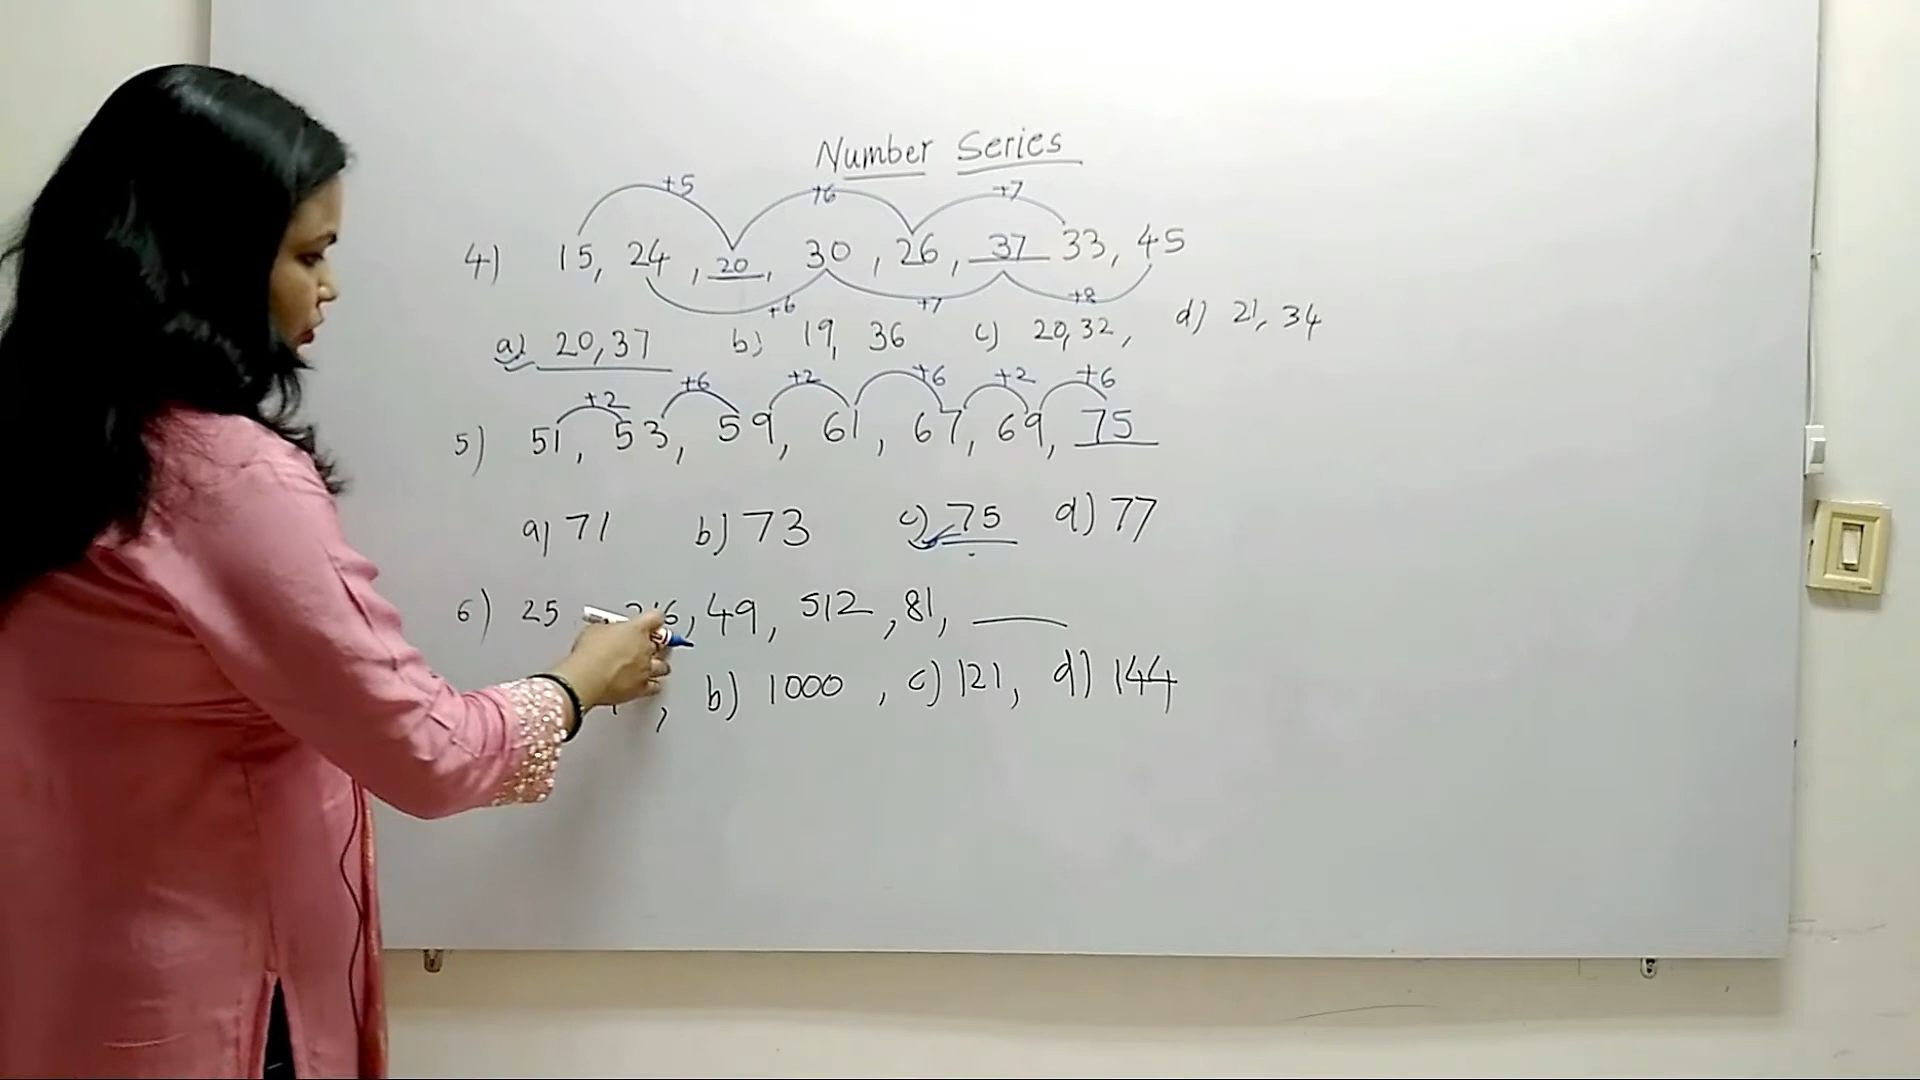 Number Series
+5 +6 +7
4) 15, 24, 20, 30, 26, 37 33, 45
+6 +7 +8
a) 20,37 b) 19, 36 c) 20,32, d) 21, 34
+2 +6 +2 +6 +2 +6
5) 51, 53, 59, 61, 67, 69, 75
a) 71 b) 73 c) 75 d) 77
6) 25 , 216, 49, 512, 81, ____
, b) 1000 , c) 121, d) 144